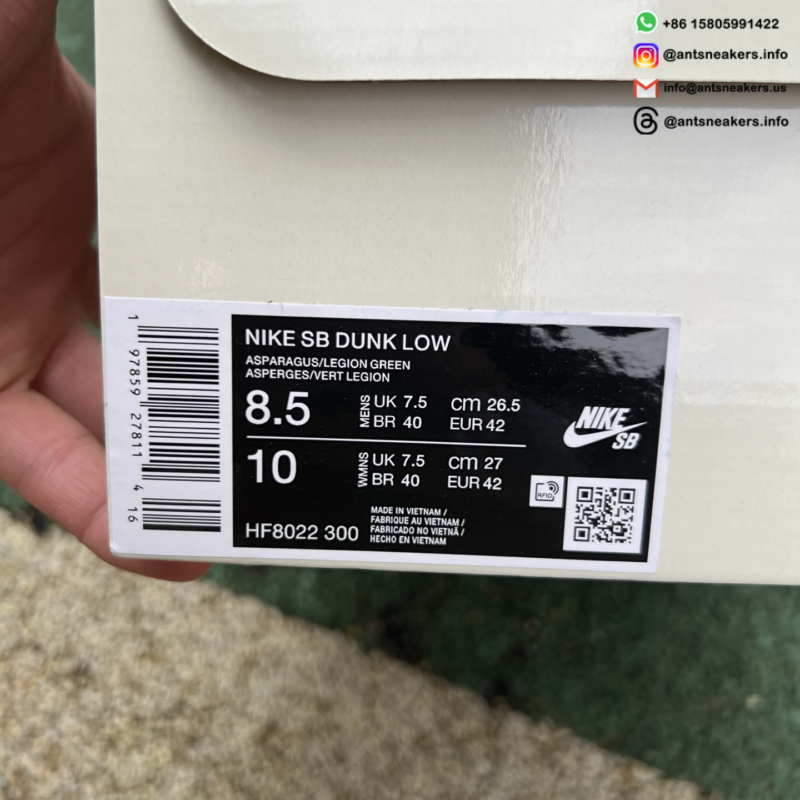 +86 15805991422
@antsneakers.info
info@antsneakers.us
@antsneakers.info
1 97859 27811 4 16
NIKE SB DUNK LOW
ASPARAGUS/LEGION GREEN
ASPERGES/VERT LEGION
8.5 MENS UK 7.5 cm 26.5
BR 40 EUR 42
10 WMNS UK 7.5 cm 27
BR 40 EUR 42
NIKE
SB
RFID
HF8022 300
MADE IN VIETNAM /
FABRIQUE AU VIETNAM /
FABRICADO NO VIETNÃ /
HECHO EN VIETNAM